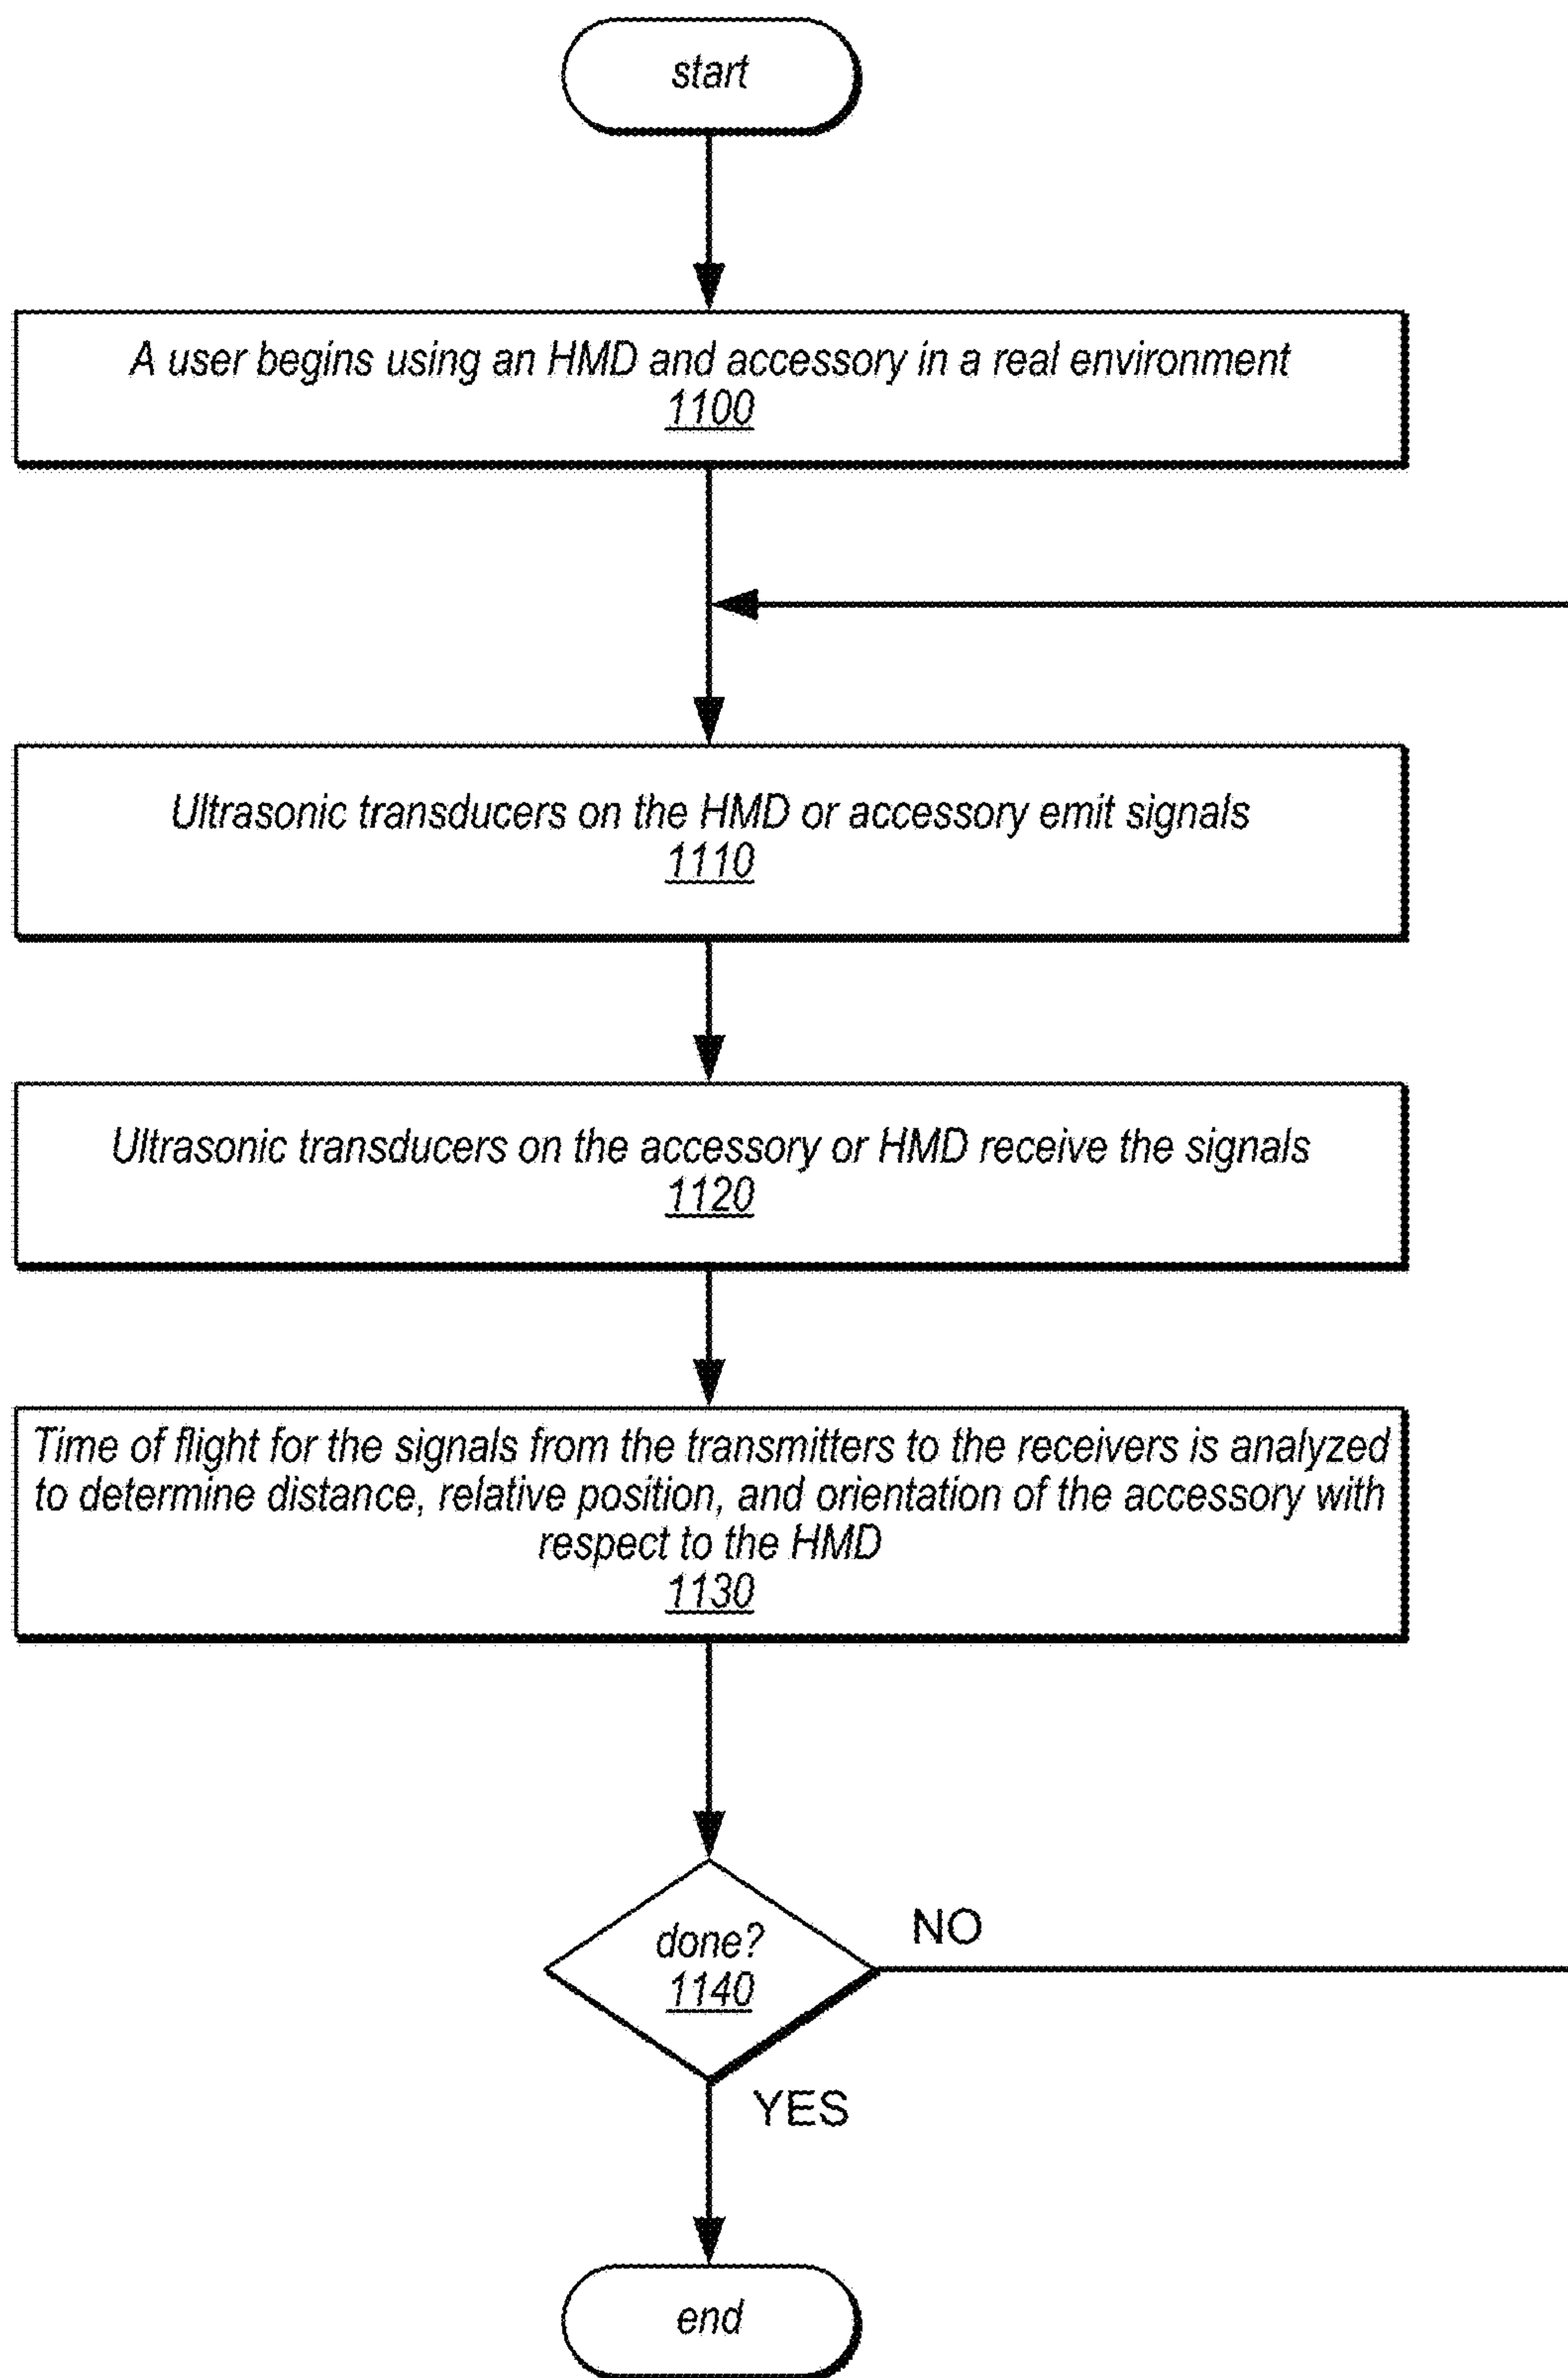 start
A user begins using an HMD and accessory in a real environment
1100
Ultrasonic transducers on the HMD or accessory emit signals
1110
Ultrasonic transducers on the accessory or HMD receive the signals
1120
Time of flight for the signals from the transmitters to the receivers is analyzed
to determine distance, relative position, and orientation of the accessory with
respect to the HMD
1130
done?
1140
NO
YES
end